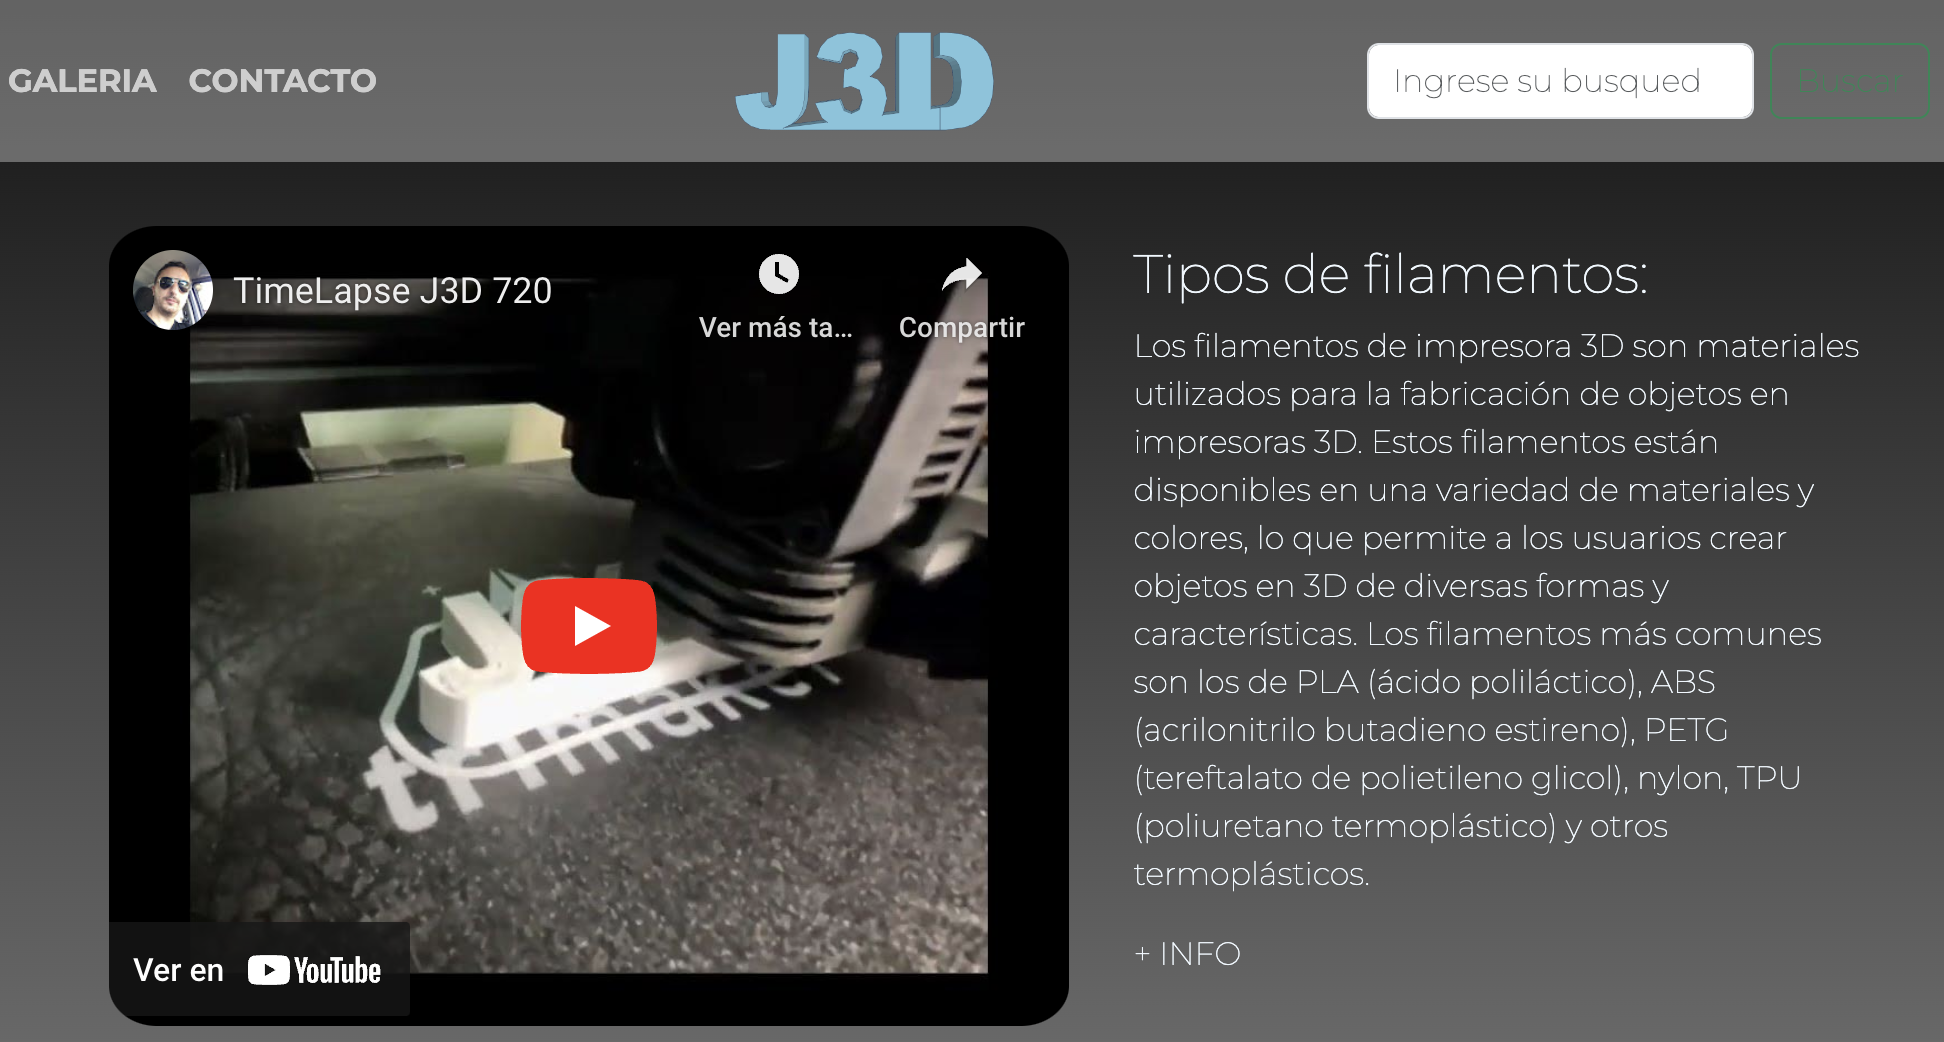 GALERIA CONTACTO
J3D
Ingrese su busqued
Buscar
TimeLapse J3D 720
Ver más ta...
Compartir
trimaker
Ver en YouTube
Tipos de filamentos:
Los filamentos de impresora 3D son materiales
utilizados para la fabricación de objetos en
impresoras 3D. Estos filamentos están
disponibles en una variedad de materiales y
colores, lo que permite a los usuarios crear
objetos en 3D de diversas formas y
características. Los filamentos más comunes
son los de PLA (ácido poliláctico), ABS
(acrilonitrilo butadieno estireno), PETG
(tereftalato de polietileno glicol), nylon, TPU
(poliuretano termoplástico) y otros
termoplásticos.
+ INFO